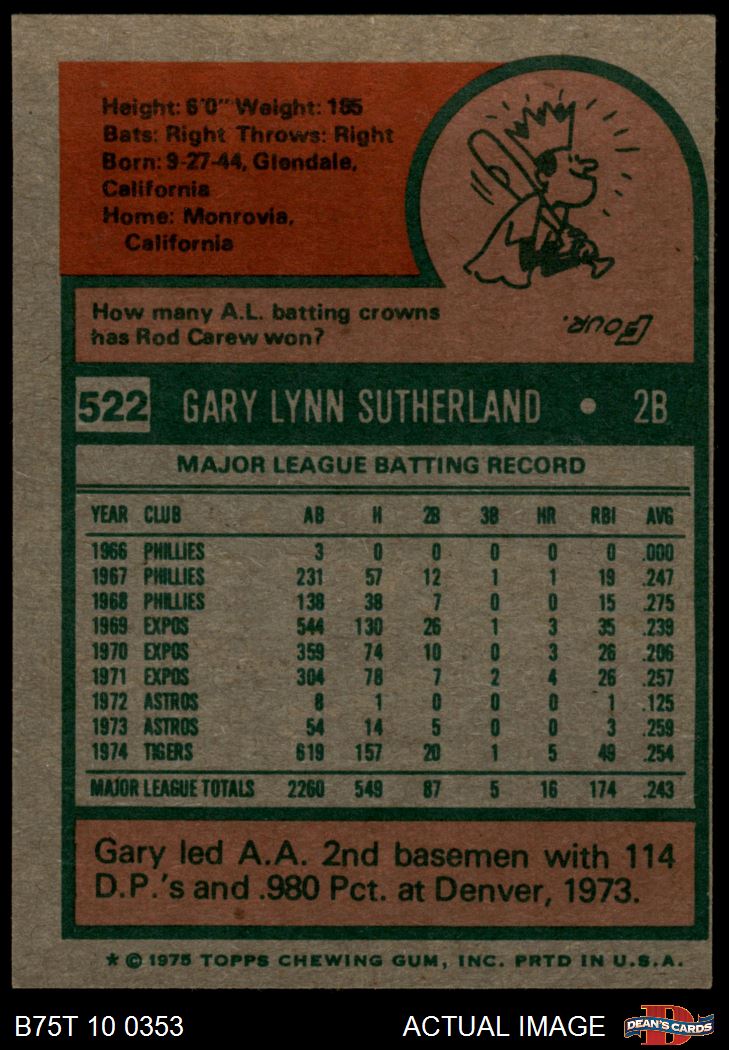 Height: 6'0" Weight: 185
Bats: Right Throws: Right
Born: 9-27-44, Glendale,
California
Home: Monrovia,
California
How many A.L. batting crowns
has Rod Carew won?
FOUR.
522 GARY LYNN SUTHERLAND • 2B
MAJOR LEAGUE BATTING RECORD
YEAR CLUB AB H 2B 3B HR RBI AVG
1966 PHILLIES 3 0 0 0 0 0 .000
1967 PHILLIES 231 57 12 1 1 19 .247
1968 PHILLIES 138 38 7 0 0 15 .275
1969 EXPOS 544 130 26 1 3 35 .239
1970 EXPOS 359 74 10 0 3 26 .206
1971 EXPOS 304 78 7 2 4 26 .257
1972 ASTROS 8 1 0 0 0 1 .125
1973 ASTROS 54 14 5 0 0 3 .259
1974 TIGERS 619 157 20 1 5 49 .254
MAJOR LEAGUE TOTALS 2260 549 87 5 16 174 .243
Gary led A.A. 2nd basemen with 114
D.P.'s and .980 Pct. at Denver, 1973.
* © 1975 TOPPS CHEWING GUM, INC. PRTD IN U.S.A.
B75T 10 0353 ACTUAL IMAGE DEAN'S CARDS